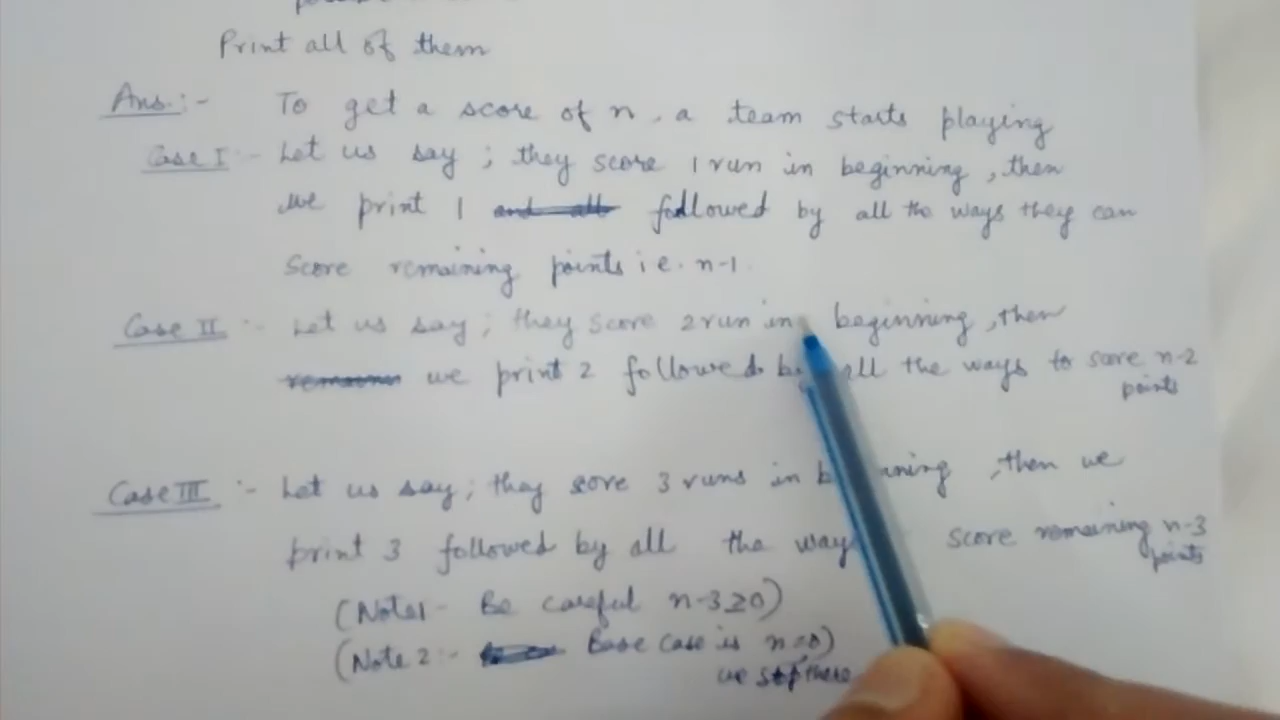 Print all of them
Ans:- To get a score of n, a team starts playing
Case I:- Let us say; they score 1 run in beginning, then
we print 1 and all followed by all the ways they can
score remaining points i.e. n-1.
Case II:- Let us say; they score 2 run in beginning, then
we print 2 followed by all the ways to score n-2
points
Case III:- Let us say; they score 3 runs in b nning, then we
print 3 followed by all the way score remaining n-3
points
(Note1- Be careful n-3≥0)
(Note 2:- Base case is n=0)
we stop there